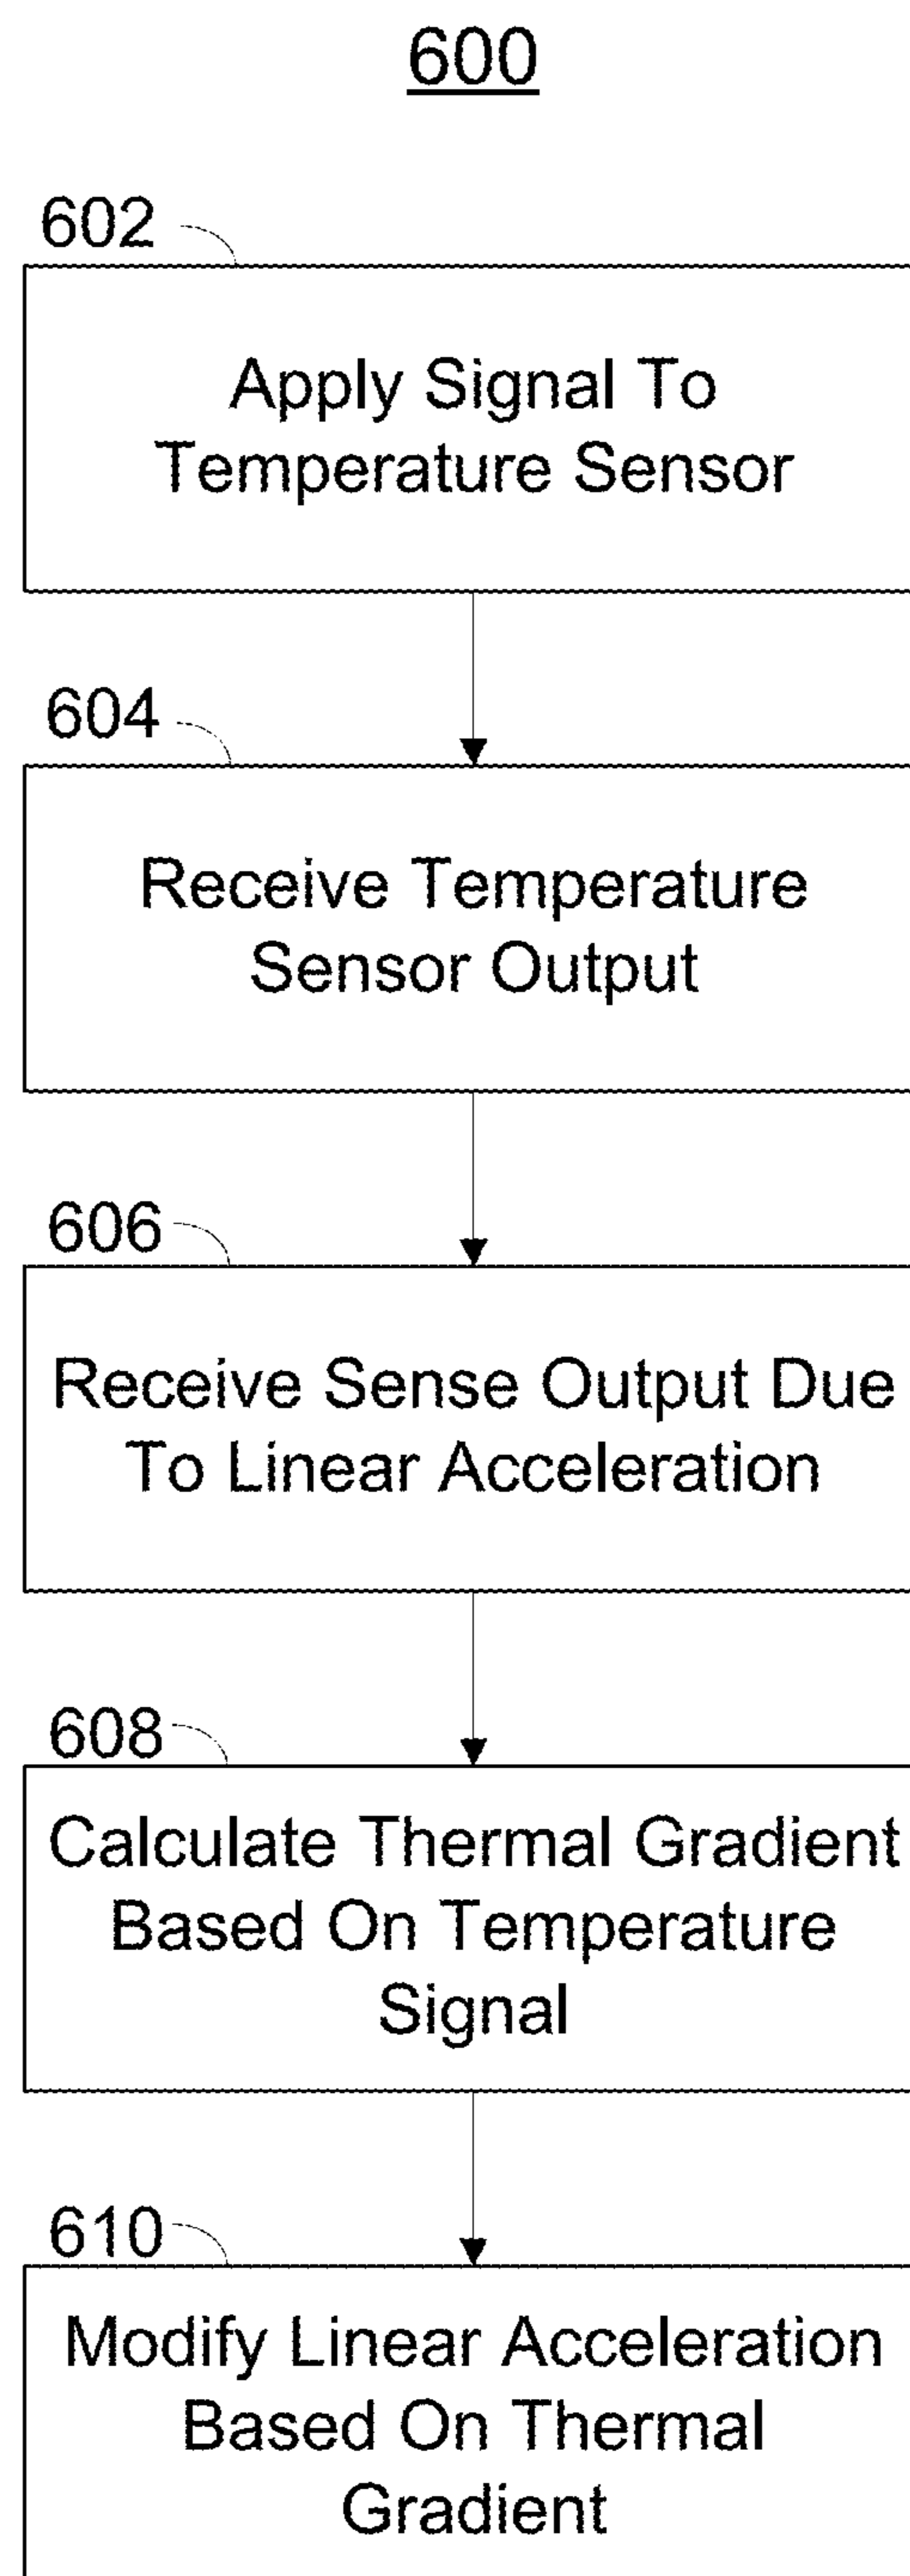 600
602
Apply Signal To
Temperature Sensor
604
Receive Temperature
Sensor Output
606
Receive Sense Output Due
To Linear Acceleration
608
Calculate Thermal Gradient
Based On Temperature
Signal
610
Modify Linear Acceleration
Based On Thermal
Gradient